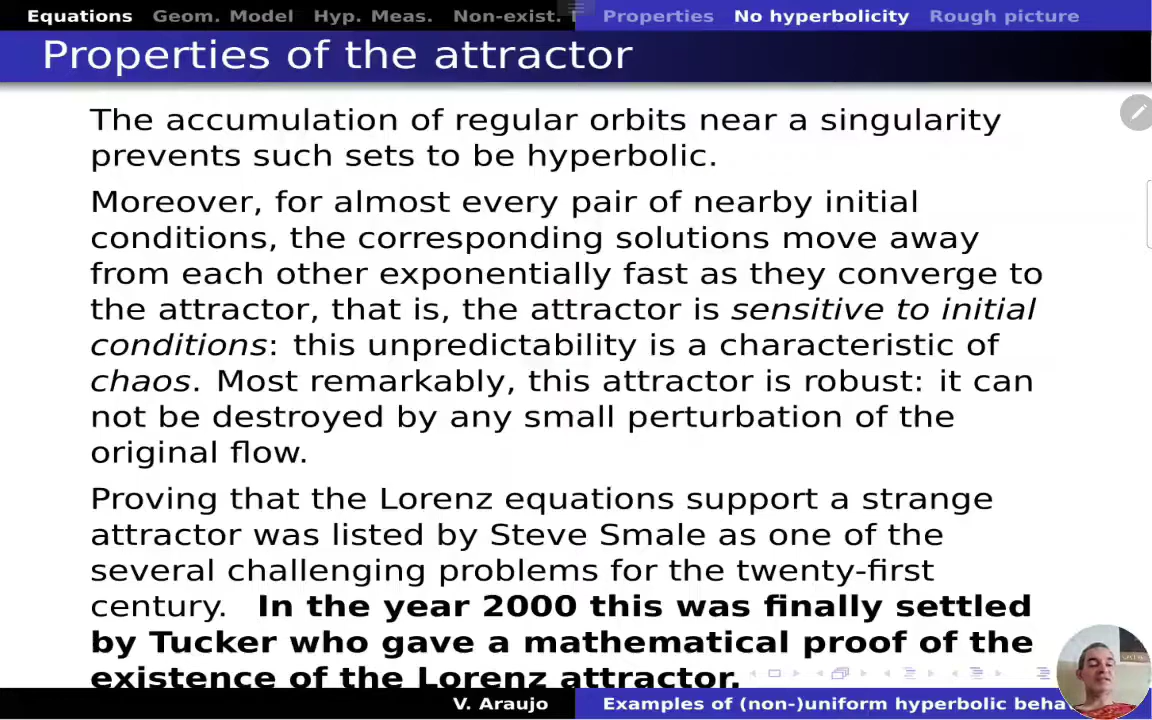 Equations Geom. Model Hyp. Meas. Non-exist. Properties No hyperbolicity Rough picture
Properties of the attractor
The accumulation of regular orbits near a singularity
prevents such sets to be hyperbolic.
Moreover, for almost every pair of nearby initial
conditions, the corresponding solutions move away
from each other exponentially fast as they converge to
the attractor, that is, the attractor is sensitive to initial
conditions: this unpredictability is a characteristic of
chaos. Most remarkably, this attractor is robust: it can
not be destroyed by any small perturbation of the
original flow.
Proving that the Lorenz equations support a strange
attractor was listed by Steve Smale as one of the
several challenging problems for the twenty-first
century. In the year 2000 this was finally settled
by Tucker who gave a mathematical proof of the
existence of the Lorenz attractor.
V. Araujo Examples of (non-)uniform hyperbolic